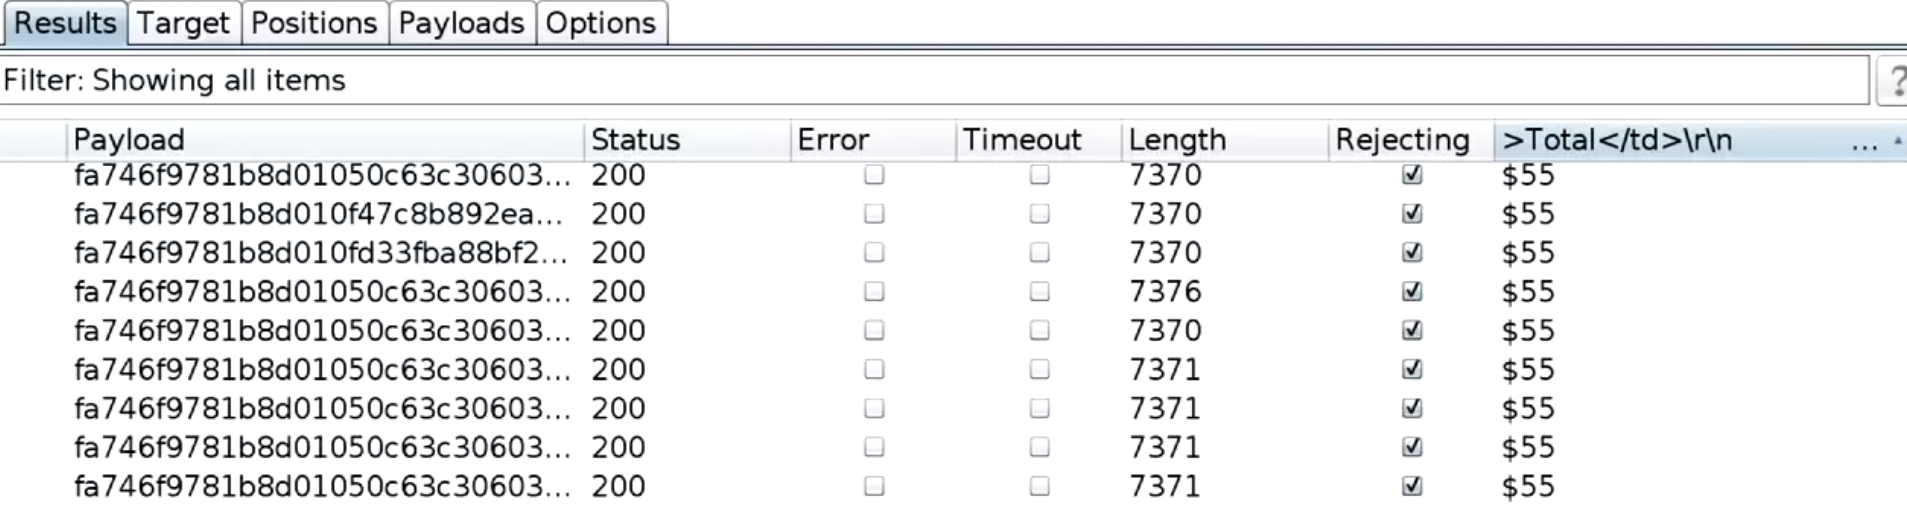 Results Target Positions Payloads Options
Filter: Showing all items ?
Payload Status Error Timeout Length Rejecting >Total</td>\r\n ...
fa746f9781b8d01050c63c30603... 200 7370 $55
fa746f9781b8d010f47c8b892ea... 200 7370 $55
fa746f9781b8d010fd33fba88bf2... 200 7370 $55
fa746f9781b8d01050c63c30603... 200 7376 $55
fa746f9781b8d01050c63c30603... 200 7370 $55
fa746f9781b8d01050c63c30603... 200 7371 $55
fa746f9781b8d01050c63c30603... 200 7371 $55
fa746f9781b8d01050c63c30603... 200 7371 $55
fa746f9781b8d01050c63c30603... 200 7371 $55